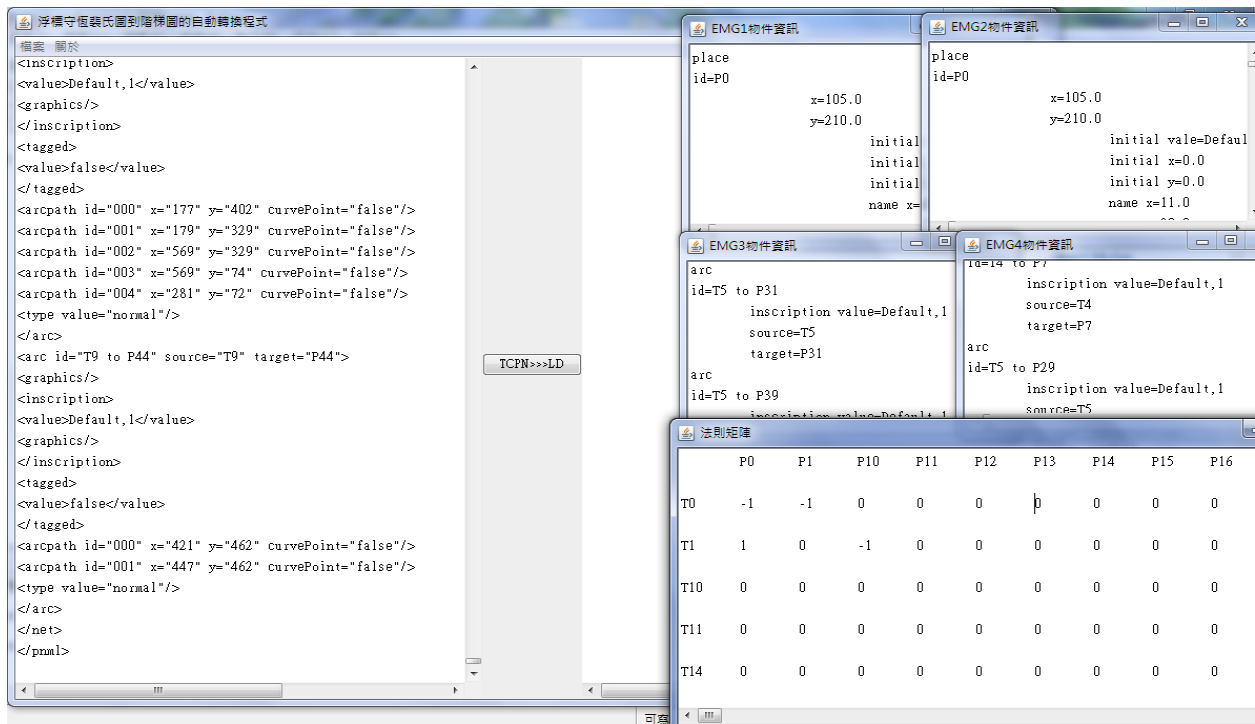 浮標守恆裴氏圖到階梯圖的自動轉換程式
檔案 關於
<inscription>
<value>Default,1</value>
<graphics/>
</inscription>
<tagged>
<value>false</value>
</tagged>
<arcpath id="000" x="177" y="402" curvePoint="false"/>
<arcpath id="001" x="179" y="329" curvePoint="false"/>
<arcpath id="002" x="569" y="329" curvePoint="false"/>
<arcpath id="003" x="569" y="74" curvePoint="false"/>
<arcpath id="004" x="281" y="72" curvePoint="false"/>
<type value="normal"/>
</arc>
<arc id="T9 to P44" source="T9" target="P44">
<graphics/>
<inscription>
<value>Default,1</value>
<graphics/>
</inscription>
<tagged>
<value>false</value>
</tagged>
<arcpath id="000" x="421" y="462" curvePoint="false"/>
<arcpath id="001" x="447" y="462" curvePoint="false"/>
<type value="normal"/>
</arc>
</net>
</pnml>
TCPN>>>LD
EMG1物件資訊
place
id=P0
x=105.0
y=210.0
initial
initial
initial
name x=
EMG2物件資訊
place
id=P0
x=105.0
y=210.0
initial vale=Defaul
initial x=0.0
initial y=0.0
name x=11.0
EMG3物件資訊
arc
id=T5 to P31
inscription value=Default,1
source=T5
target=P31
arc
id=T5 to P39
inscription value=Default,1
EMG4物件資訊
id=T4 to P7
inscription value=Default,1
source=T4
target=P7
arc
id=T5 to P29
inscription value=Default,1
source=T5
法則矩陣
P0 P1 P10 P11 P12 P13 P14 P15 P16
T0 -1 -1 0 0 0 0 0 0 0
T1 1 0 -1 0 0 0 0 0 0
T10 0 0 0 0 0 0 0 0 0
T11 0 0 0 0 0 0 0 0 0
T14 0 0 0 0 0 0 0 0 0